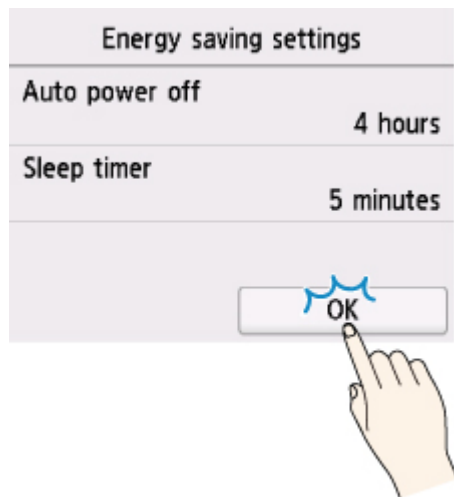 Energy saving settings
Auto power off
4 hours
Sleep timer
5 minutes
OK